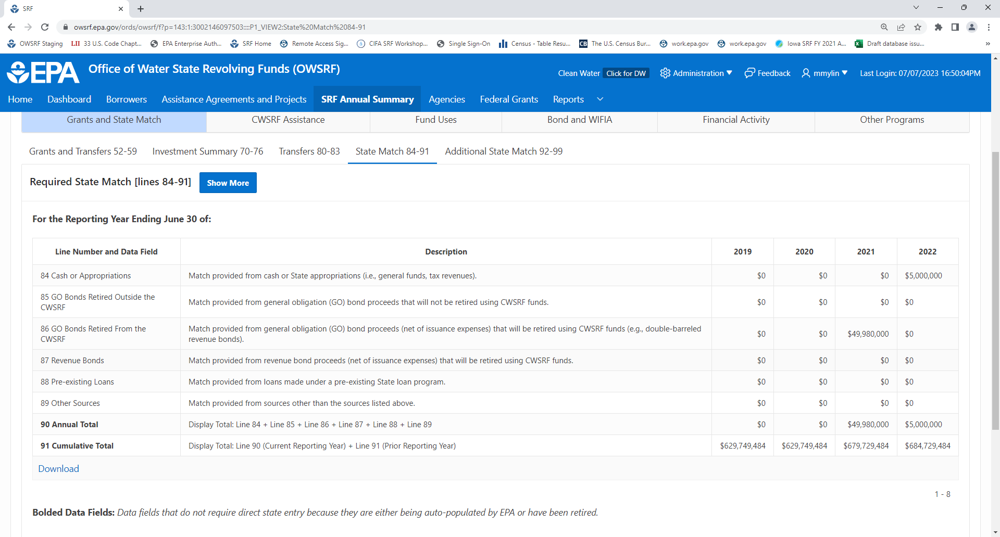 SRF
owsrf.epa.gov/ords/owsrf/f?p=143:1:3002146097503::::P1_VIEW2:State%20Match%2084-91
OWSRF Staging LII 33 U.S. Code Chapt... EPA Enterprise Auth... SRF Home Remote Access Sig... CIFA SRF Workshop... Single Sign-On Census - Table Resu... CB The U.S. Census Bur... work.epa.gov work.epa.gov Iowa SRF FY 2021 A... Draft database issu... »
EPA Office of Water State Revolving Funds (OWSRF)
Clean Water Click for DW Administration Feedback mmylin Last Login: 07/07/2023 16:50:04PM
Home Dashboard Borrowers Assistance Agreements and Projects SRF Annual Summary Agencies Federal Grants Reports
Grants and State Match CWSRF Assistance Fund Uses Bond and WIFIA Financial Activity Other Programs
Grants and Transfers 52-59 Investment Summary 70-76 Transfers 80-83 State Match 84-91 Additional State Match 92-99
Required State Match [lines 84-91] Show More
For the Reporting Year Ending June 30 of:
Line Number and Data Field Description 2019 2020 2021 2022
84 Cash or Appropriations Match provided from cash or State appropriations (i.e., general funds, tax revenues). $0 $0 $0 $5,000,000
85 GO Bonds Retired Outside the
CWSRF
Match provided from general obligation (GO) bond proceeds that will not be retired using CWSRF funds. $0 $0 $0 $0
86 GO Bonds Retired From the
CWSRF
Match provided from general obligation (GO) bond proceeds (net of issuance expenses) that will be retired using CWSRF funds (e.g., double-barreled
revenue bonds).
$0 $0 $49,980,000 $0
87 Revenue Bonds Match provided from revenue bond proceeds (net of issuance expenses) that will be retired using CWSRF funds. $0 $0 $0 $0
88 Pre-existing Loans Match provided from loans made under a pre-existing State loan program. $0 $0 $0 $0
89 Other Sources Match provided from sources other than the sources listed above. $0 $0 $0 $0
90 Annual Total Display Total: Line 84 + Line 85 + Line 86 + Line 87 + Line 88 + Line 89 $0 $0 $49,980,000 $5,000,000
91 Cumulative Total Display Total: Line 90 (Current Reporting Year) + Line 91 (Prior Reporting Year) $629,749,484 $629,749,484 $679,729,484 $684,729,484
Download
1 - 8
Bolded Data Fields: Data fields that do not require direct state entry because they are either being auto-populated by EPA or have been retired.